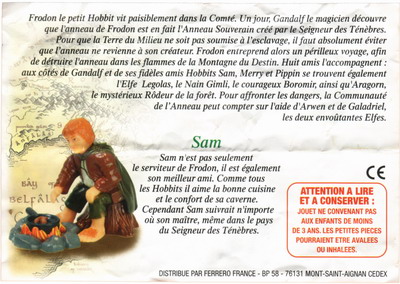 Frodon le petit Hobbit vit paisiblement dans la Comté. Un jour, Gandalf le magicien découvre
que l'anneau de Frodon est en fait l'Anneau Souverain créé par le Seigneur des Ténèbres.
Pour que la Terre du Milieu ne soit pas soumise à l'esclavage, il faut absolument éviter
que l'anneau ne revienne à son créateur. Frodon entreprend alors un périlleux voyage, afin
de détruire l'anneau dans les flammes de la Montagne du Destin. Huit amis l'accompagnent :
aux côtés de Gandalf et de ses fidèles amis Hobbits Sam, Merry et Pippin se trouvent également
l'Elfe Legolas, le Nain Gimli, le courageux Boromir, ainsi qu'Aragorn,
le mystérieux Rôdeur de la forêt. Pour affronter les dangers, la Communauté
de l'Anneau peut compter sur l'aide d'Arwen et de Galadriel,
les deux envoûtantes Elfes.
Sam
Sam n'est pas seulement
le serviteur de Frodon, il est également
son meilleur ami. Comme tous
les Hobbits il aime la bonne cuisine
et le confort de sa caverne.
Cependant Sam suivrait n'importe
où son maître, même dans le pays
du Seigneur des Ténèbres.
BAY
BELFALAS
CE
ATTENTION A LIRE
ET A CONSERVER :
JOUET NE CONVENANT PAS
AUX ENFANTS DE MOINS
DE 3 ANS. LES PETITES PIECES
POURRAIENT ETRE AVALEES
OU INHALEES.
DISTRIBUE PAR FERRERO FRANCE - BP 58 - 76131 MONT-SAINT-AIGNAN CEDEX